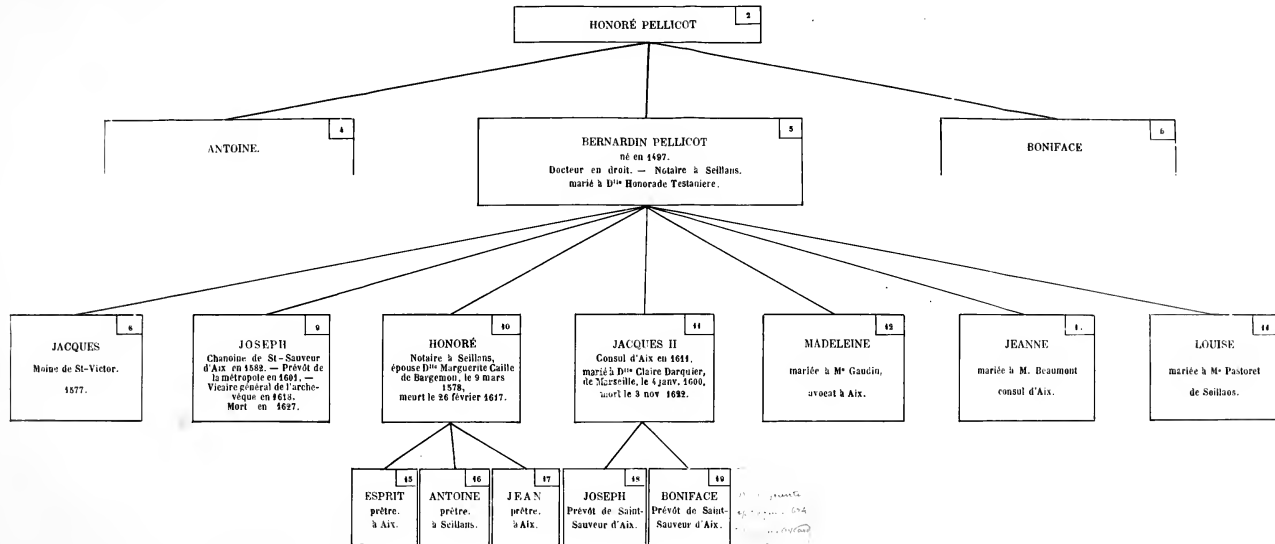 2
HONORÉ PELLICOT
4
ANTOINE.
5
BERNARDIN PELLICOT
né en 1497.
Docteur en droit. — Notaire à Seillans.
marié à Dlle Honorade Testaniere.
6
BONIFACE
8
JACQUES
Moine de St-Victor.
1577.
9
JOSEPH
Chanoine de St-Sauveur
d'Aix en 1582. — Prévôt de
la métropole en 1601, —
Vicaire général de l'arche-
vêque en 1618.
Mort en 1627.
10
HONORÉ
Notaire à Seillans,
épouse Dlle Marguerite Caille
de Bargemon, le 9 mars
1578,
meurt le 26 février 1617.
11
JACQUES II
Consul d'Aix en 1611,
marié à Dlle Claire Darquier,
de Marseille, le 4 janv. 1600,
mort le 3 nov 1622.
12
MADELEINE
mariée à Me Gaudin,
avocat à Aix.
1.
JEANNE
mariée à M. Beaumont
consul d'Aix.
14
LOUISE
mariée à Me Pastoret
de Seillaos.
15
ESPRIT
prêtre.
à Aix.
16
ANTOINE
prêtre.
à Seillans.
17
JEAN
prêtre.
à Aix.
18
JOSEPH
Prévôt de Saint-
Sauveur d'Aix.
19
BONIFACE
Prévôt de Saint-
Sauveur d'Aix.